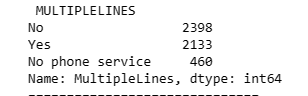 MULTIPLELINES
No                  2398
Yes                 2133
No phone service     460
Name: MultipleLines, dtype: int64
-----------------------------